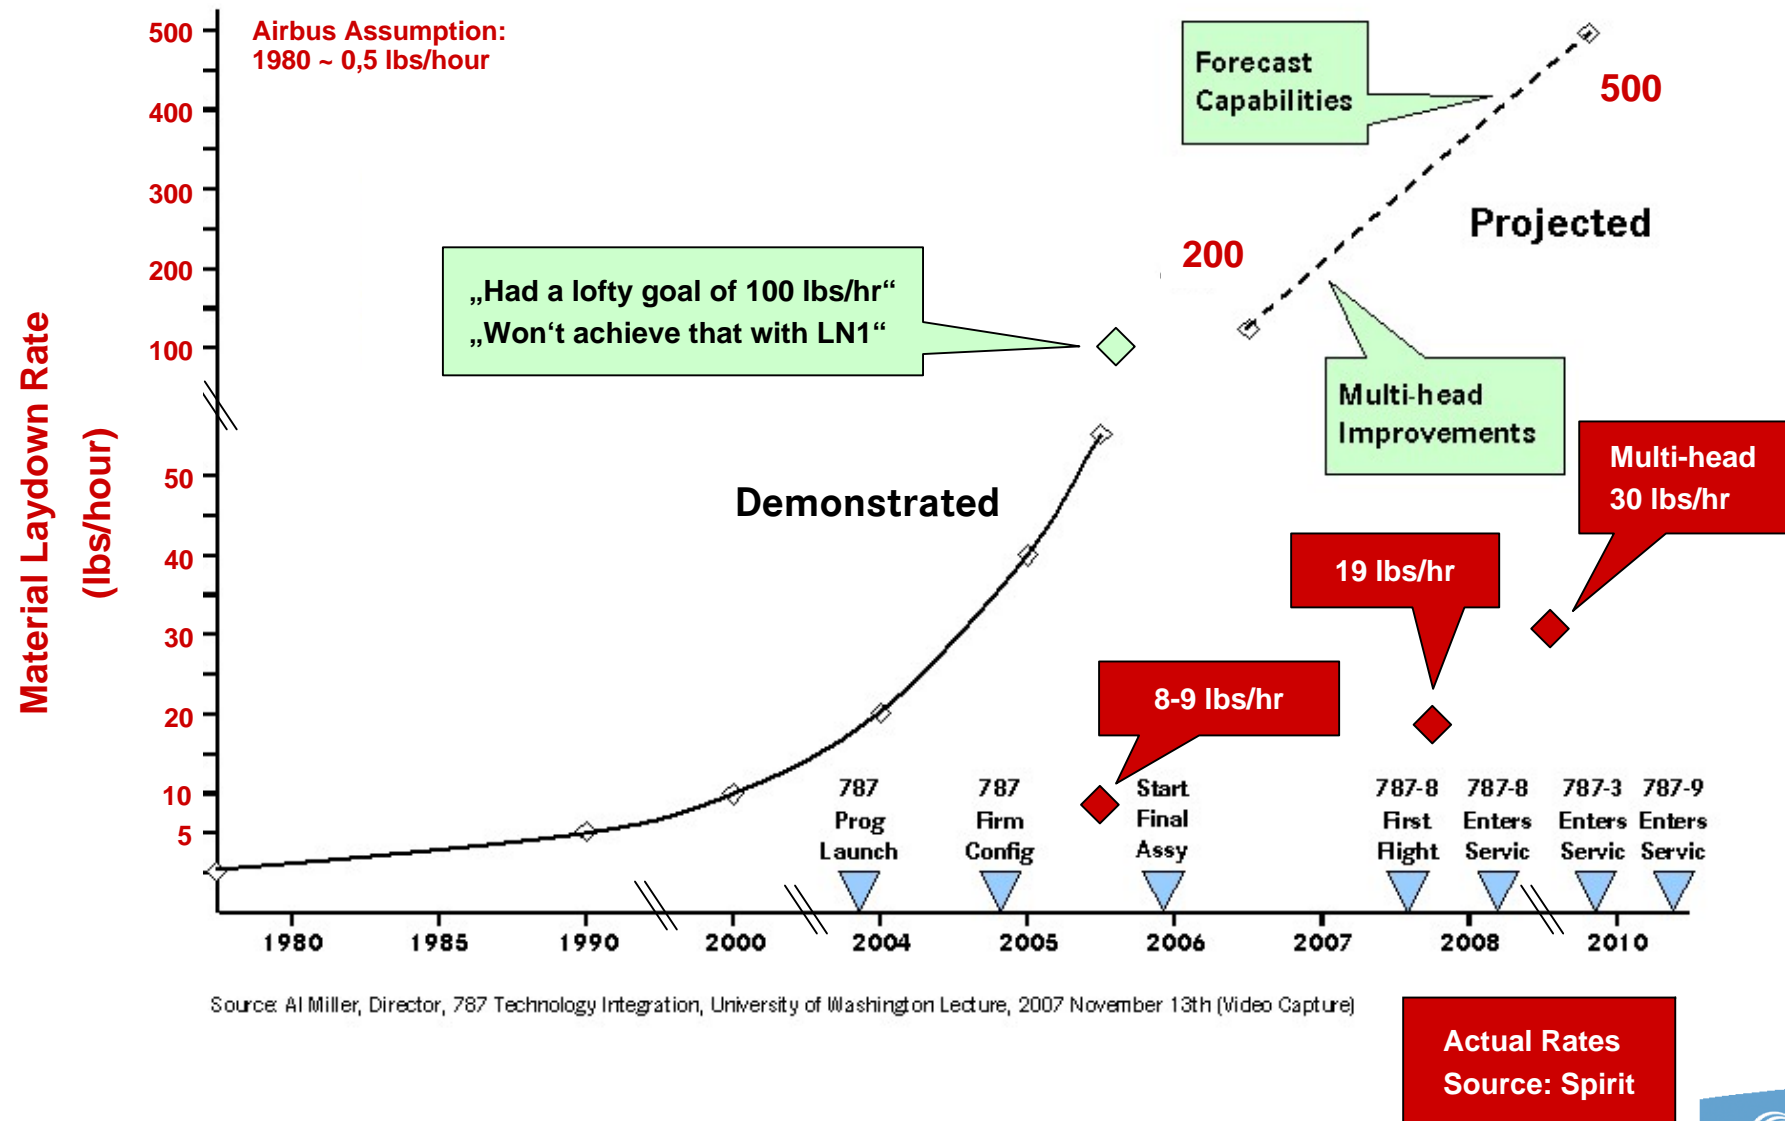 Airbus Assumption:
1980 ~ 0,5 lbs/hour
Material Laydown Rate
(lbs/hour)
500
400
300
200
100
50
40
30
20
10
5
Forecast
Capabilities
500
Projected
200
„Had a lofty goal of 100 lbs/hr“
„Won‘t achieve that with LN1“
Multi-head
Improvements
Demonstrated
Multi-head
30 lbs/hr
19 lbs/hr
8-9 lbs/hr
787
Prog
Launch
787
Firm
Config
Start
Final
Assy
787-8
First
Flight
787-8
Enters
Servic
787-3
Enters
Servic
787-9
Enters
Servic
1980
1985
1990
2000
2004
2005
2006
2007
2008
2010
Source: Al Miller, Director, 787 Technology Integration, University of Washington Lecture, 2007 November 13th (Video Capture)
Actual Rates
Source: Spirit